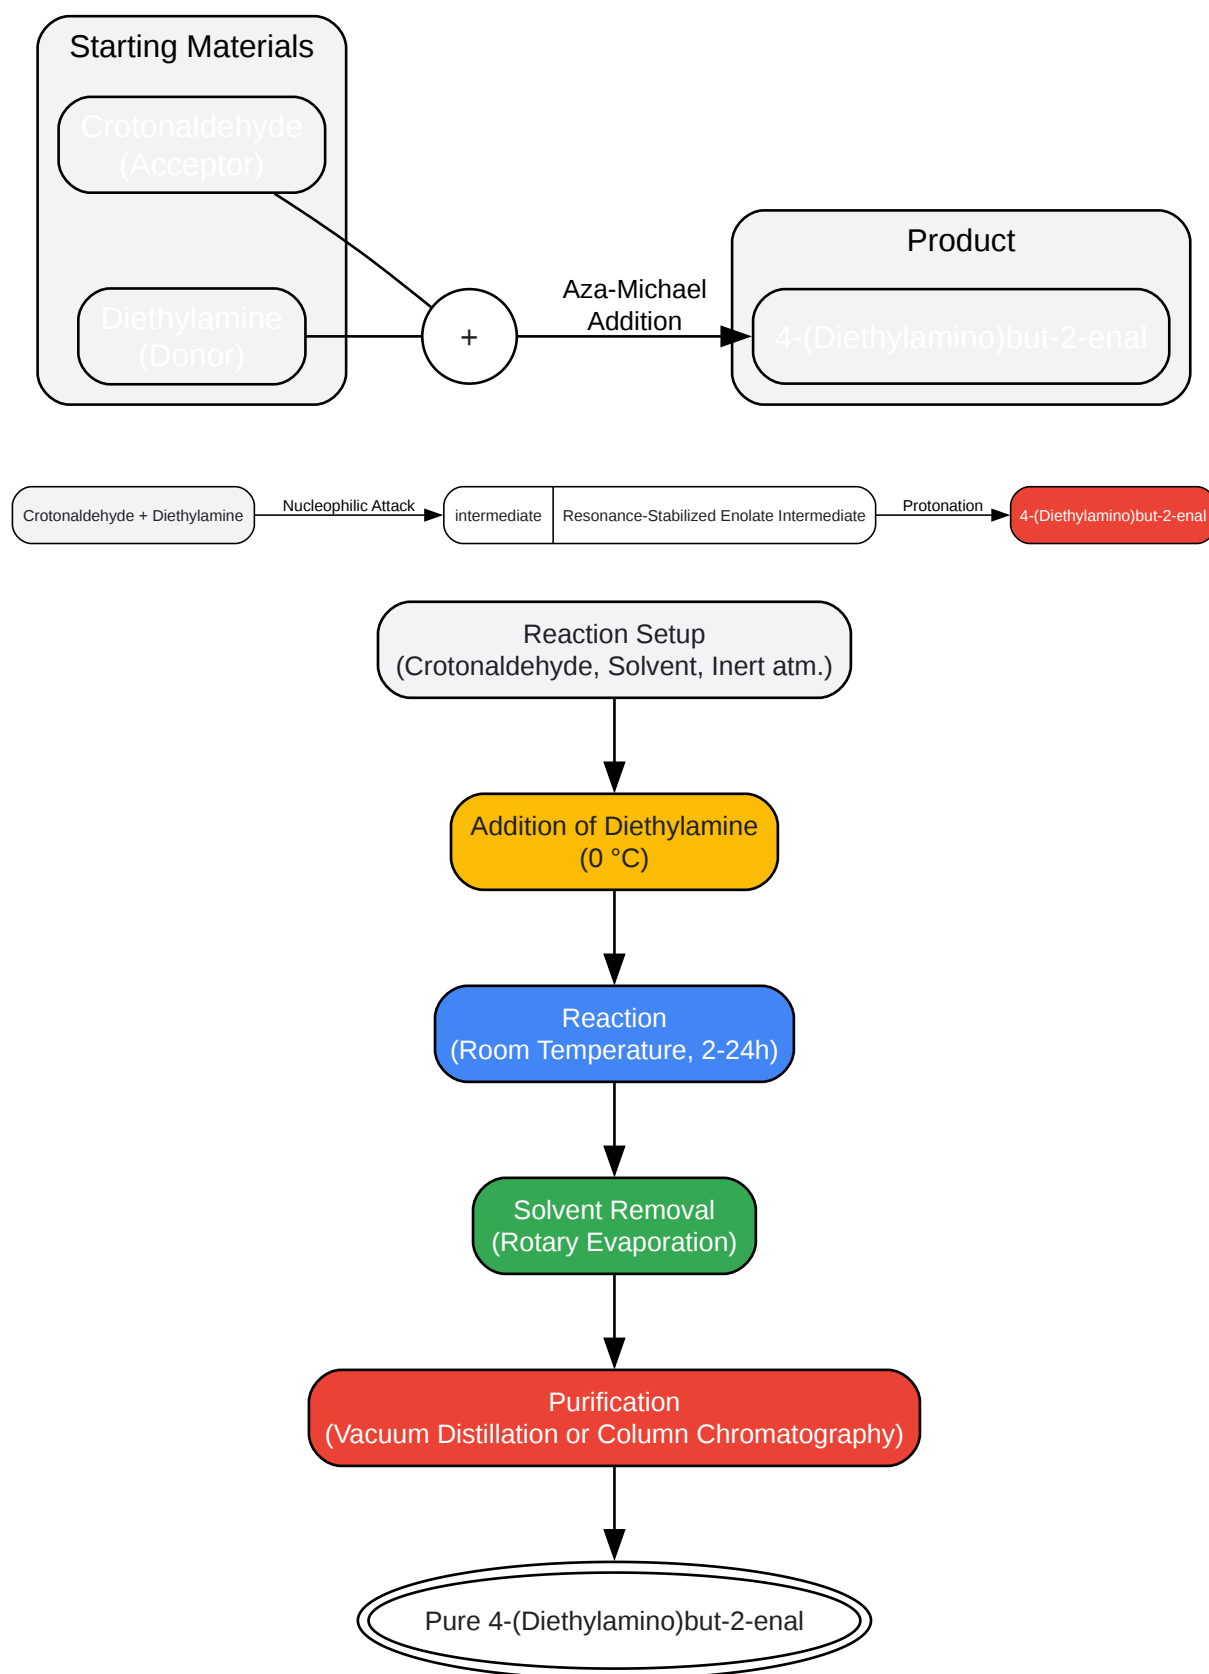 Starting Materials
Crotonaldehyde
(Acceptor)
Diethylamine
(Donor)
+
Aza-Michael
Addition
Product
4-(Diethylamino)but-2-enal
Crotonaldehyde + Diethylamine
Nucleophilic Attack
intermediate
Resonance-Stabilized Enolate Intermediate
Protonation
4-(Diethylamino)but-2-enal
Reaction Setup
(Crotonaldehyde, Solvent, Inert atm.)
Addition of Diethylamine
(0 °C)
Reaction
(Room Temperature, 2-24h)
Solvent Removal
(Rotary Evaporation)
Purification
(Vacuum Distillation or Column Chromatography)
Pure 4-(Diethylamino)but-2-enal